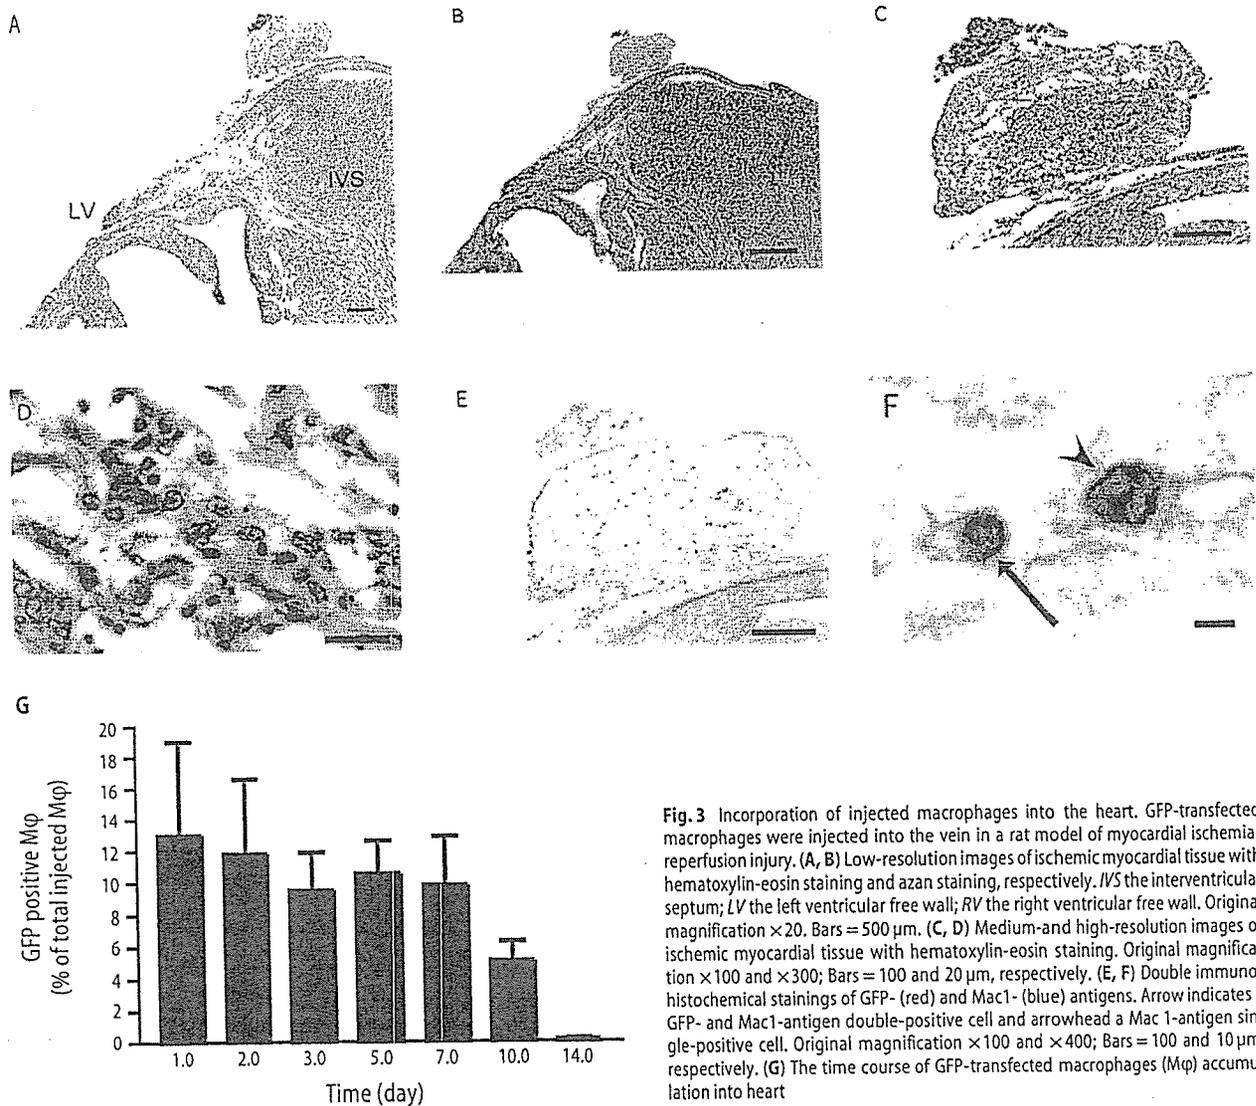 A
B
C
LV
IVS
D
E
F
G
GFP positive Mφ
(% of total injected Mφ)
20
18
16
14
12
10
8
6
4
2
0
1.0 2.0 3.0 5.0 7.0 10.0 14.0
Time (day)
Fig. 3 Incorporation of injected macrophages into the heart. GFP-transfected
macrophages were injected into the vein in a rat model of myocardial ischemia
reperfusion injury. (A, B) Low-resolution images of ischemic myocardial tissue with
hematoxylin-eosin staining and azan staining, respectively. IVS the interventricula
septum; LV the left ventricular free wall; RV the right ventricular free wall. Origina
magnification ×20. Bars = 500 μm. (C, D) Medium-and high-resolution images o
ischemic myocardial tissue with hematoxylin-eosin staining. Original magnifica-
tion ×100 and ×300; Bars = 100 and 20 μm, respectively. (E, F) Double immuno-
histochemical stainings of GFP- (red) and Mac1- (blue) antigens. Arrow indicates
GFP- and Mac1-antigen double-positive cell and arrowhead a Mac 1-antigen sin-
gle-positive cell. Original magnification ×100 and ×400; Bars = 100 and 10 μm
respectively. (G) The time course of GFP-transfected macrophages (Mφ) accumu-
lation into heart